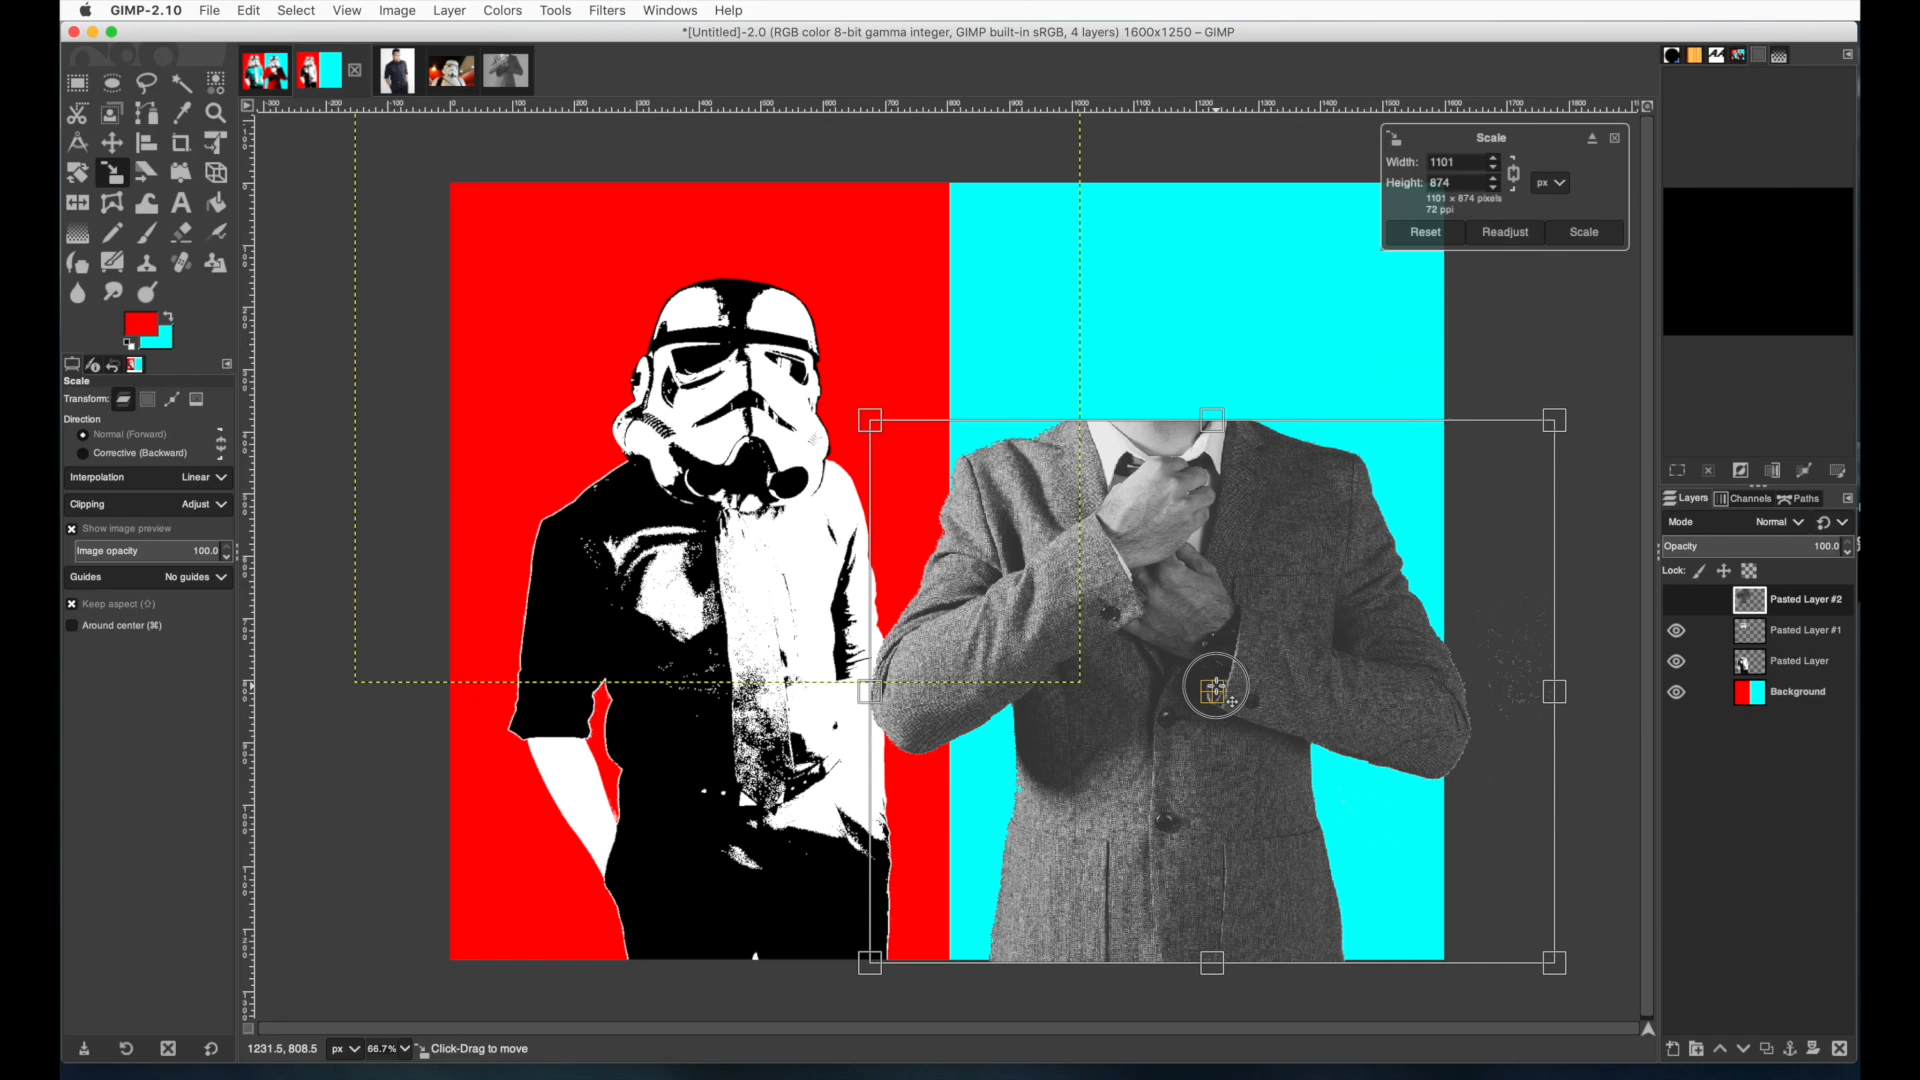 GIMP-2.10 File Edit Select View Image Layer Colors Tools Filters Windows Help
*[Untitled]-2.0 (RGB color 8-bit gamma integer, GIMP built-in sRGB, 4 layers) 1600x1250 – GIMP
Scale
Width: 1101
Height: 874
px
1101 × 874 pixels
72 ppi
Reset Readjust Scale
Scale
Transform:
Direction
Normal (Forward)
Corrective (Backward)
Interpolation Linear
Clipping Adjust
Show image preview
Image opacity 100.0
Guides No guides
Keep aspect (⇧)
Around center (⌘)
Layers Channels Paths
Mode Normal
Opacity 100.0
Lock:
Pasted Layer #2
Pasted Layer #1
Pasted Layer
Background
1231.5, 808.5 px 66.7% Click-Drag to move